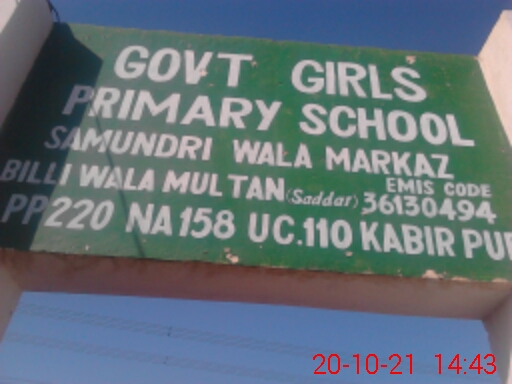 GOVT GIRLS
PRIMARY SCHOOL
SAMUNDRI WALA MARKAZ
BILLI WALA MULTAN (Saddar) EMIS CODE 36130494
PP220 NA158 UC.110 KABIR PUR
20-10-21 14:43